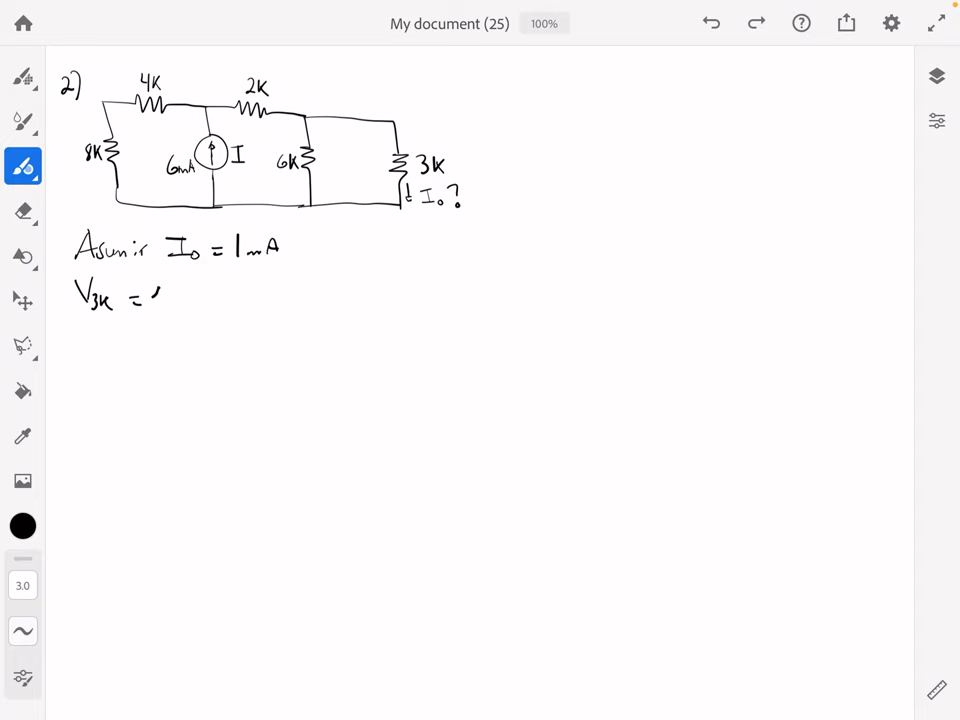 My document (25)
100%
2)
4K
2K
8K
6mA
I
6K
3K
I₀?
Asumir I₀ = 1mA
V3K =
3.0